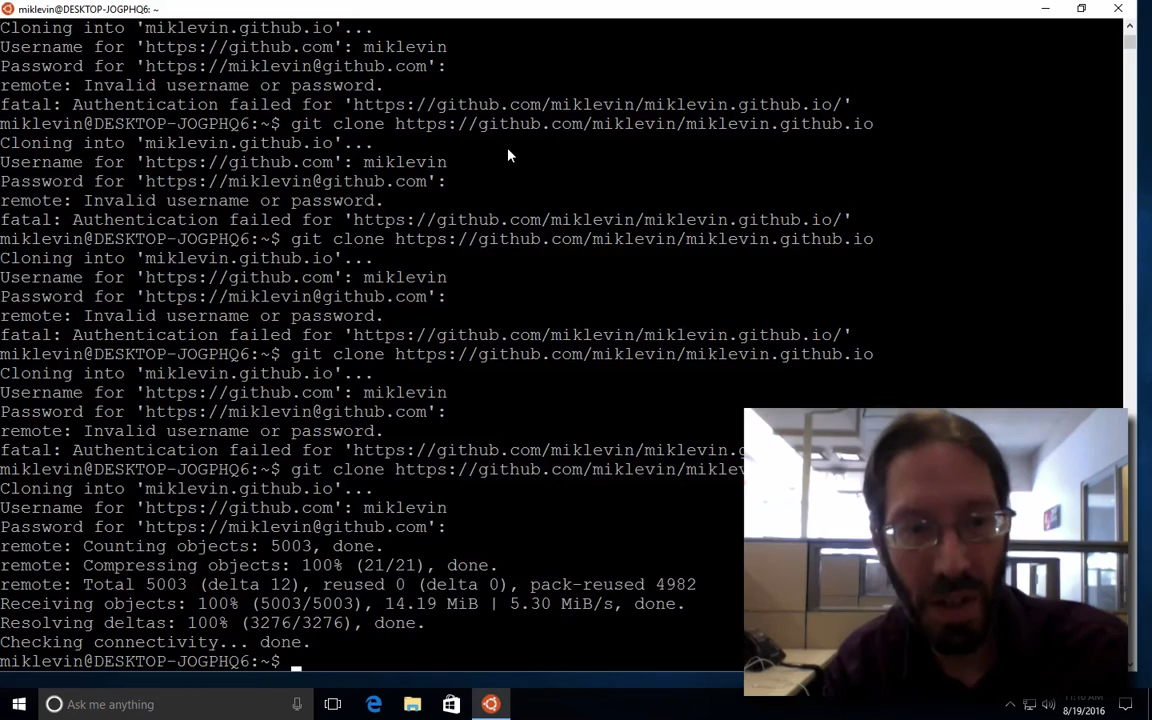 miklevin@DESKTOP-JOGPHQ6: ~
Cloning into 'miklevin.github.io'...
Username for 'https://github.com': miklevin
Password for 'https://miklevin@github.com':
remote: Invalid username or password.
fatal: Authentication failed for 'https://github.com/miklevin/miklevin.github.io/'
miklevin@DESKTOP-JOGPHQ6:~$ git clone https://github.com/miklevin/miklevin.github.io
Cloning into 'miklevin.github.io'...
Username for 'https://github.com': miklevin
Password for 'https://miklevin@github.com':
remote: Invalid username or password.
fatal: Authentication failed for 'https://github.com/miklevin/miklevin.github.io/'
miklevin@DESKTOP-JOGPHQ6:~$ git clone https://github.com/miklevin/miklevin.github.io
Cloning into 'miklevin.github.io'...
Username for 'https://github.com': miklevin
Password for 'https://miklevin@github.com':
remote: Invalid username or password.
fatal: Authentication failed for 'https://github.com/miklevin/miklevin.github.io/'
miklevin@DESKTOP-JOGPHQ6:~$ git clone https://github.com/miklevin/miklevin.github.io
Cloning into 'miklevin.github.io'...
Username for 'https://github.com': miklevin
Password for 'https://miklevin@github.com':
remote: Invalid username or password.
fatal: Authentication failed for 'https://github.com/miklevin/miklevin.g
miklevin@DESKTOP-JOGPHQ6:~$ git clone https://github.com/miklevin/miklev
Cloning into 'miklevin.github.io'...
Username for 'https://github.com': miklevin
Password for 'https://miklevin@github.com':
remote: Counting objects: 5003, done.
remote: Compressing objects: 100% (21/21), done.
remote: Total 5003 (delta 12), reused 0 (delta 0), pack-reused 4982
Receiving objects: 100% (5003/5003), 14.19 MiB | 5.30 MiB/s, done.
Resolving deltas: 100% (3276/3276), done.
Checking connectivity... done.
miklevin@DESKTOP-JOGPHQ6:~$
Ask me anything
8/19/2016